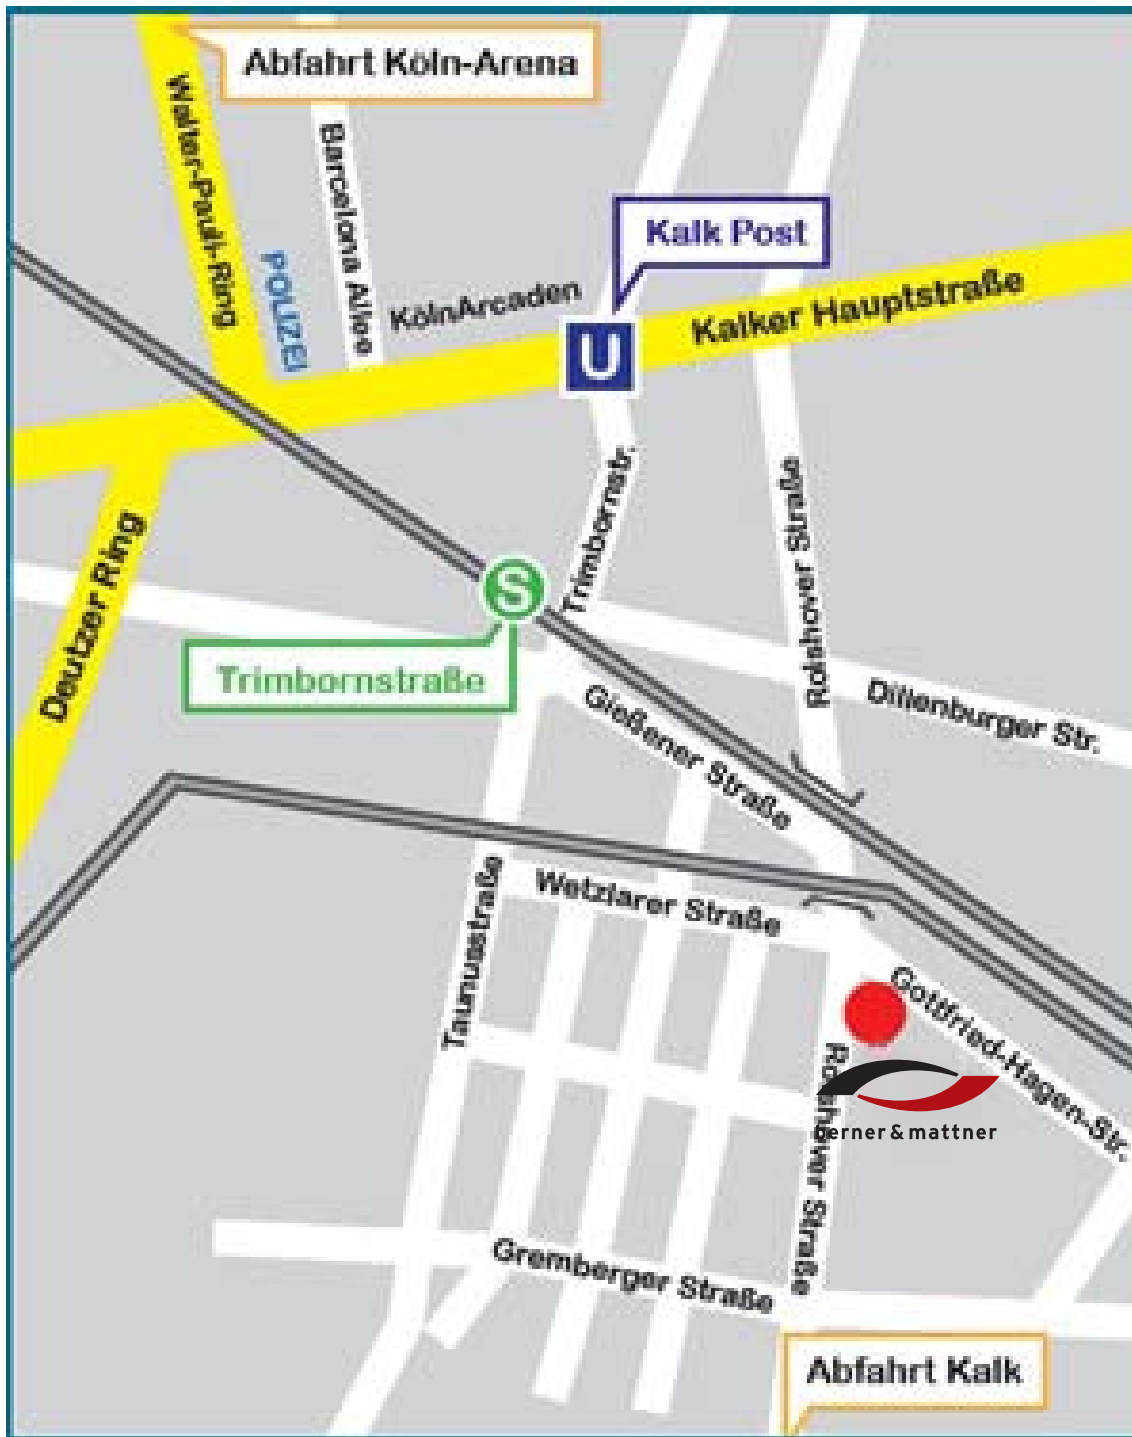 Abfahrt Köln-Arena
Walter-Pauli-Ring
Barcelona Allee
POLIZEI
KölnArcaden
Kalk Post
U
Kalker Hauptstraße
Deutzer Ring
Trimbornstr.
S
Trimbornstraße
Rolshover Straße
Dillenburger Str.
Gießener Straße
Wetzlarer Straße
Taunusstraße
Gottfried-Hagen-Str.
Rolshover Straße
berner & mattner
Gremberger Straße
Abfahrt Kalk